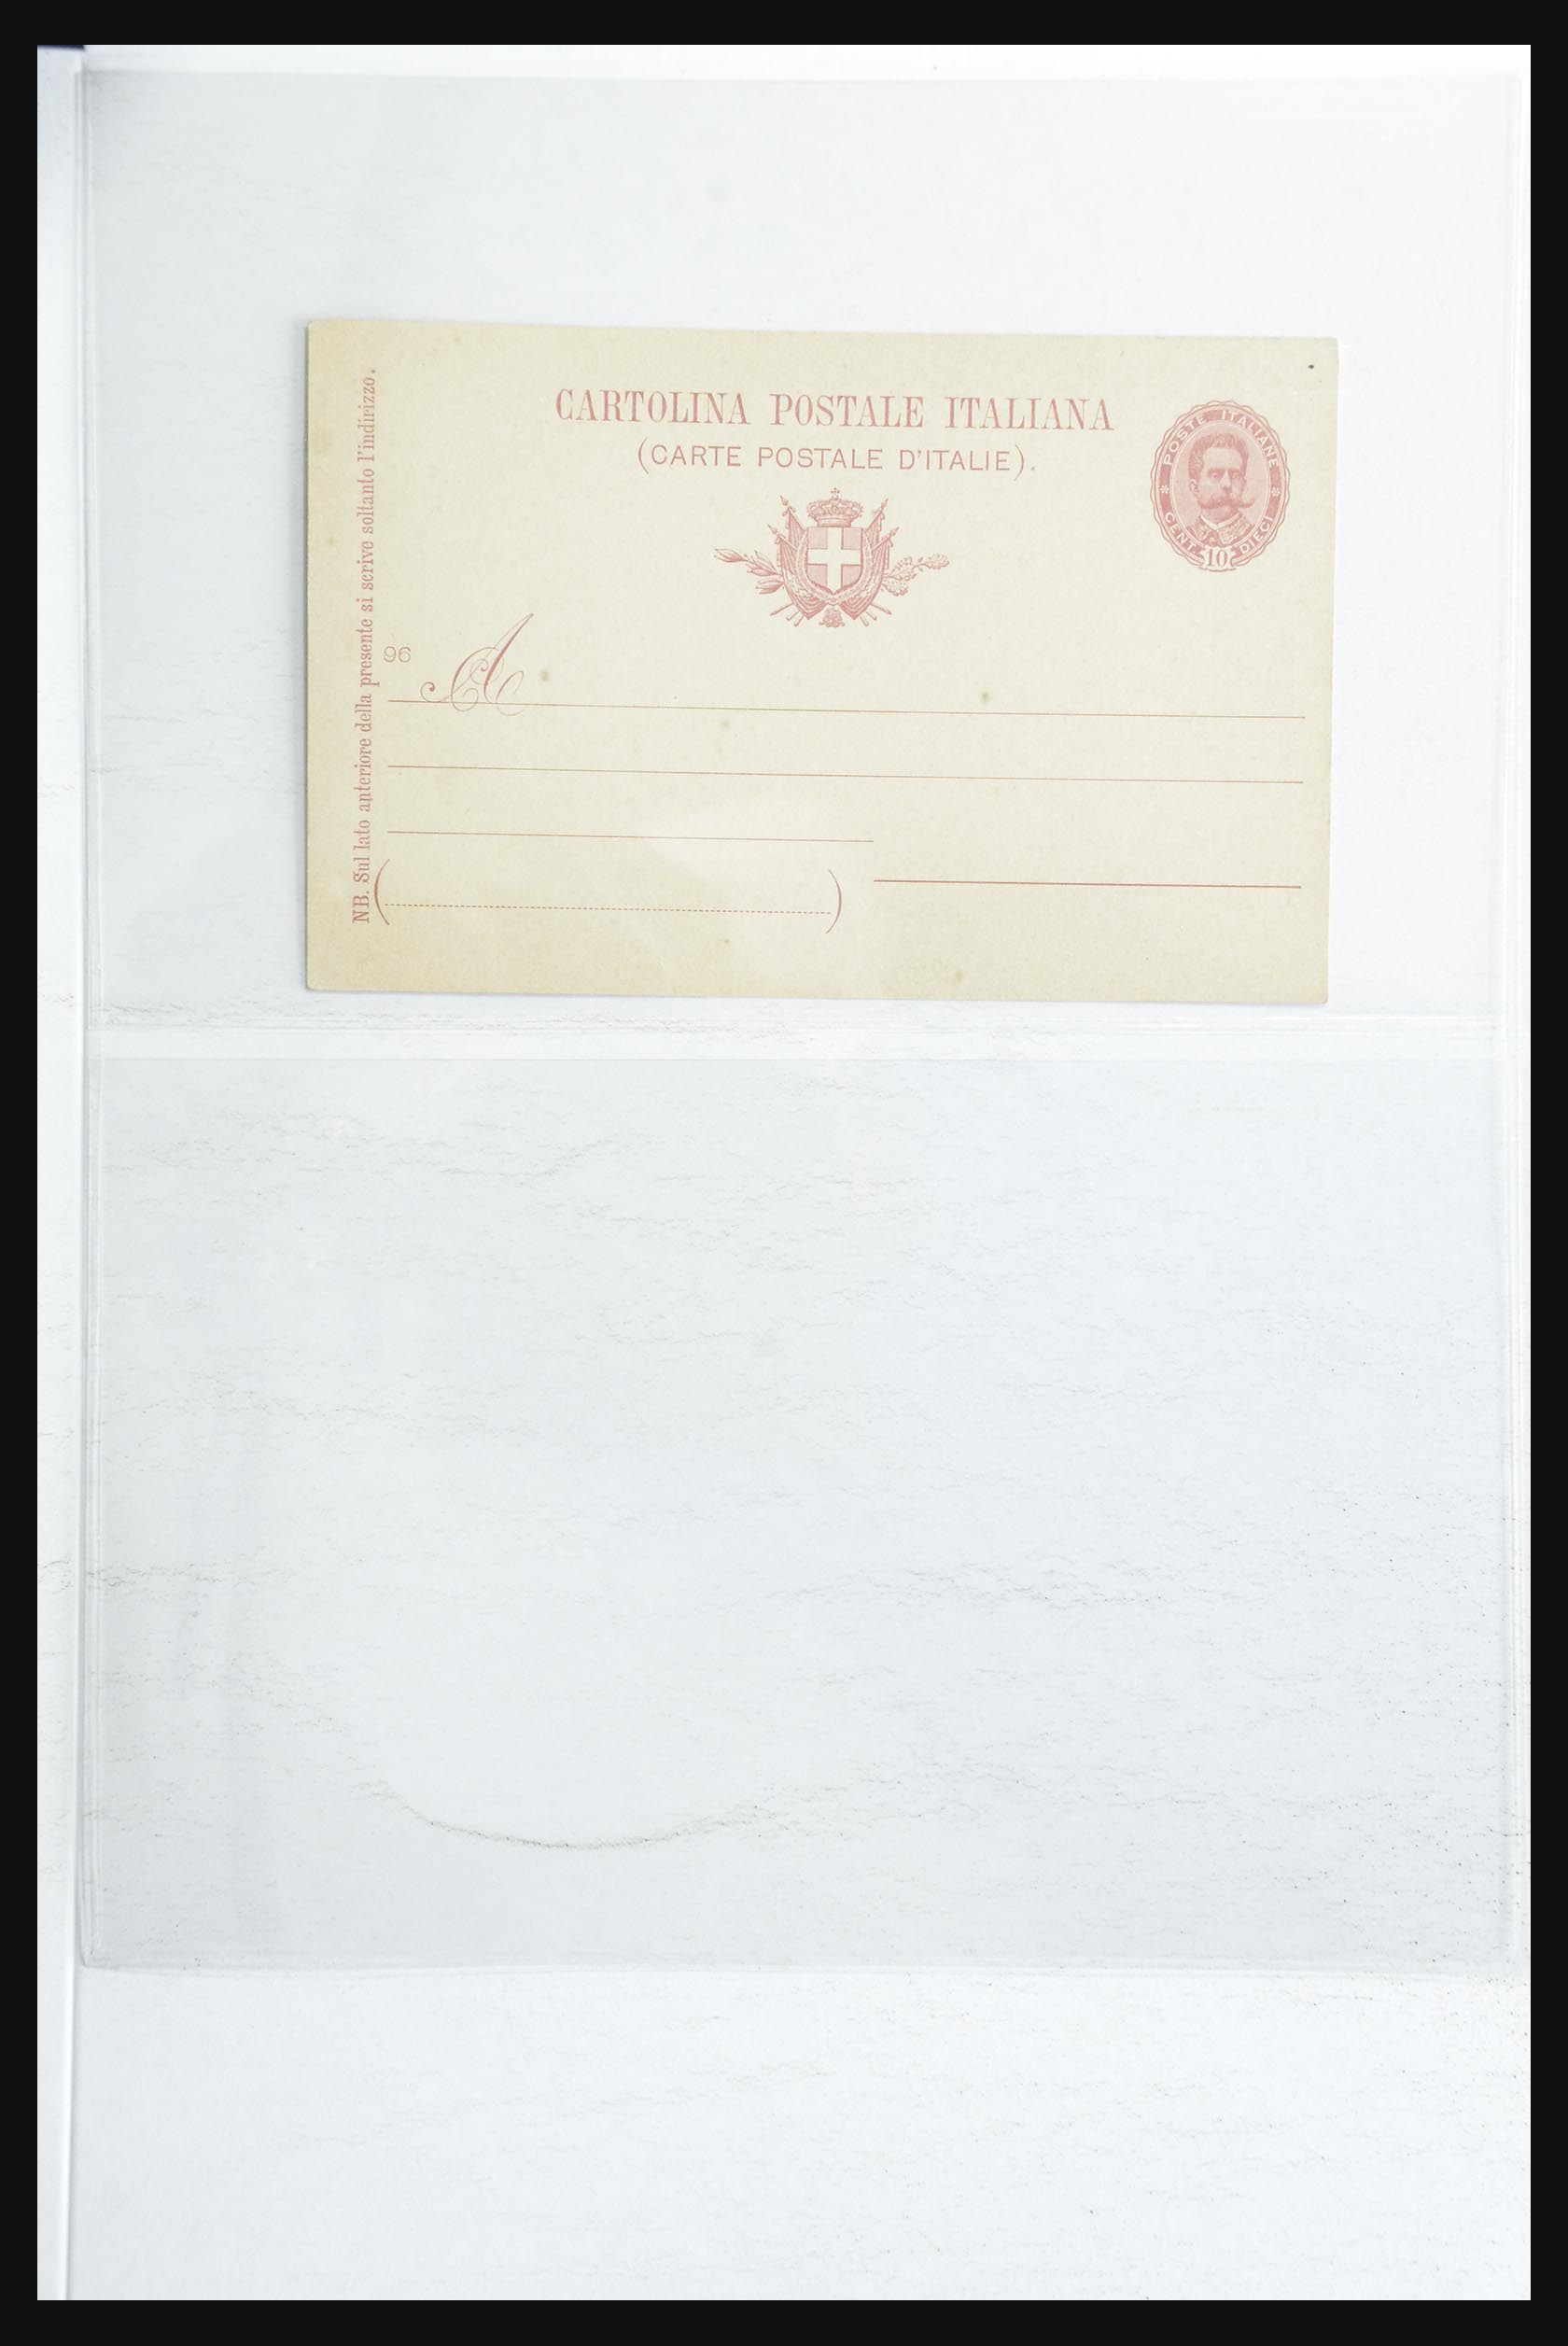 CARTOLINA POSTALE ITALIANA
(CARTE POSTALE D'ITALIE).
POSTE ITALIANE
CENT. 10 DIECI
NB. Sul lato anteriore della presente si scrive soltanto l'indirizzo.
96
A